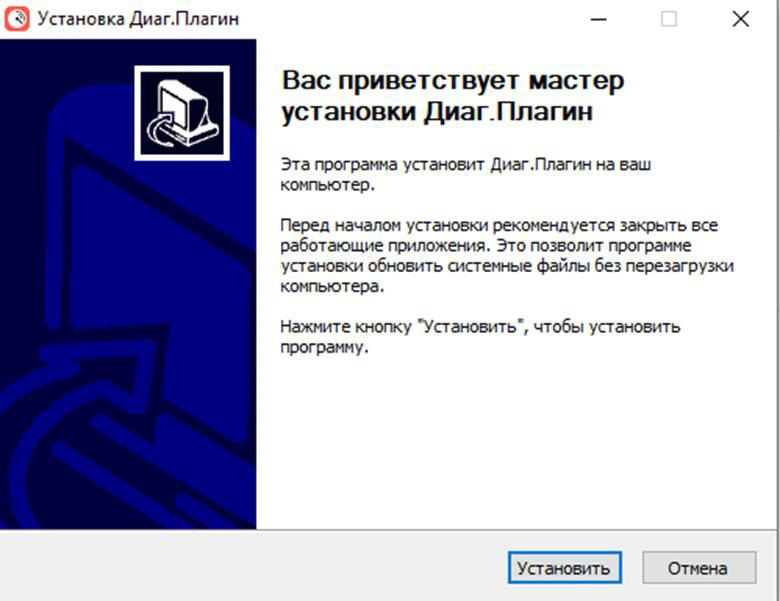 Установка Диаг.Плагин
Вас приветствует мастер
установки Диаг.Плагин
Эта программа установит Диаг.Плагин на ваш
компьютер.
Перед началом установки рекомендуется закрыть все
работающие приложения. Это позволит программе
установки обновить системные файлы без перезагрузки
компьютера.
Нажмите кнопку "Установить", чтобы установить
программу.
Установить
Отмена